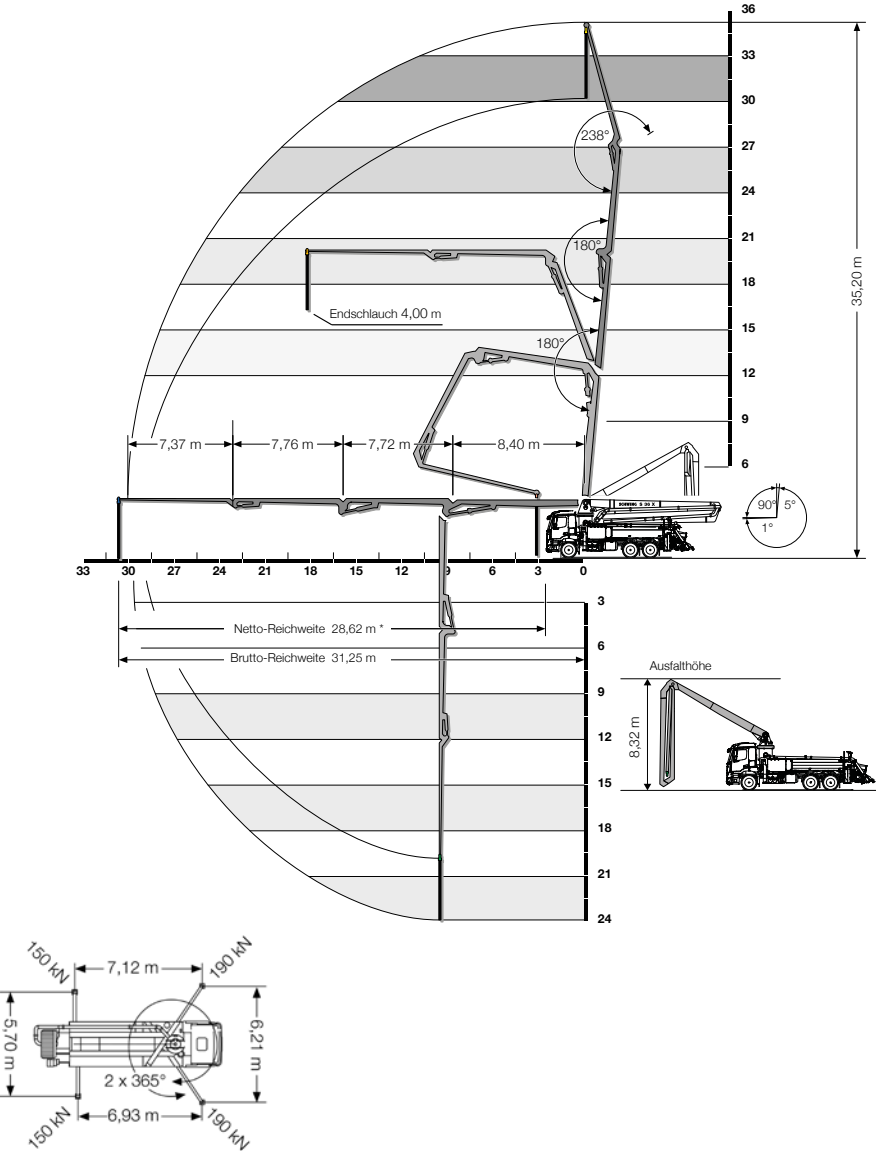 36
33
30
27
24
21
18
15
12
9
6
35,20 m
238°
180°
180°
Endschlauch 4,00 m
7,37 m
7,76 m
7,72 m
8,40 m
SCHWING S 36 X
90° 5°
1°
33 30 27 24 21 18 15 12 9 6 3 0
3
6
9
12
15
18
21
24
Netto-Reichweite 28,62 m *
Brutto-Reichweite 31,25 m
Ausfalthöhe
8,32 m
150 kN
7,12 m
190 kN
5,70 m
6,21 m
2 x 365°
150 kN
6,93 m
190 kN